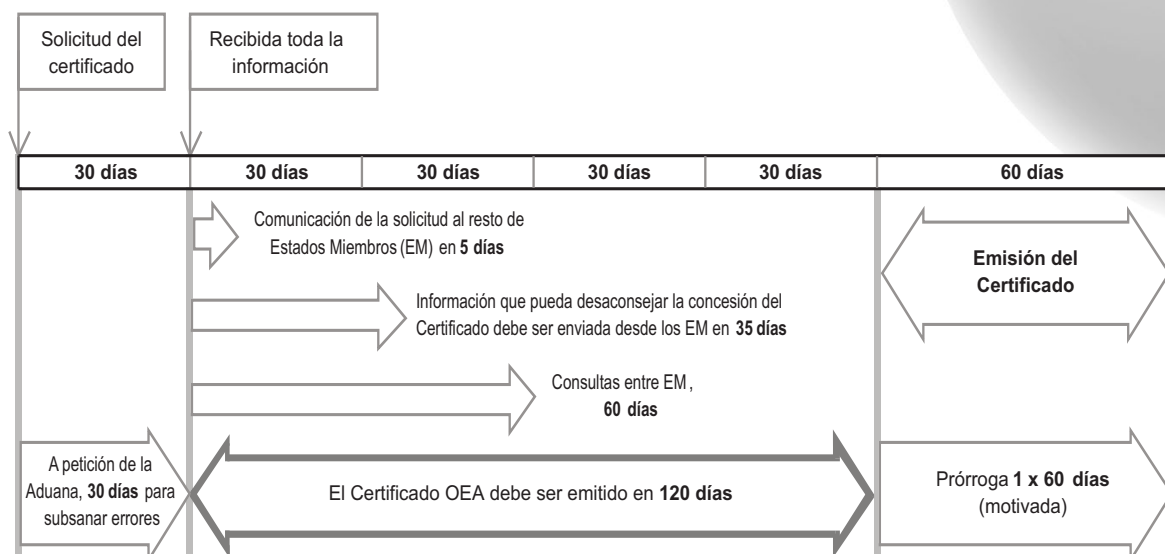 Solicitud del
certificado
Recibida toda la
información
30 días
30 días
30 días
30 días
30 días
60 días
Comunicación de la solicitud al resto de
Estados Miembros (EM) en 5 días
Emisión del
Certificado
Información que pueda desaconsejar la concesión del
Certificado debe ser enviada desde los EM en 35 días
Consultas entre EM ,
60 días
A petición de la
Aduana, 30 días para
subsanar errores
El Certificado OEA debe ser emitido en 120 días
Prórroga 1 x 60 días
(motivada)